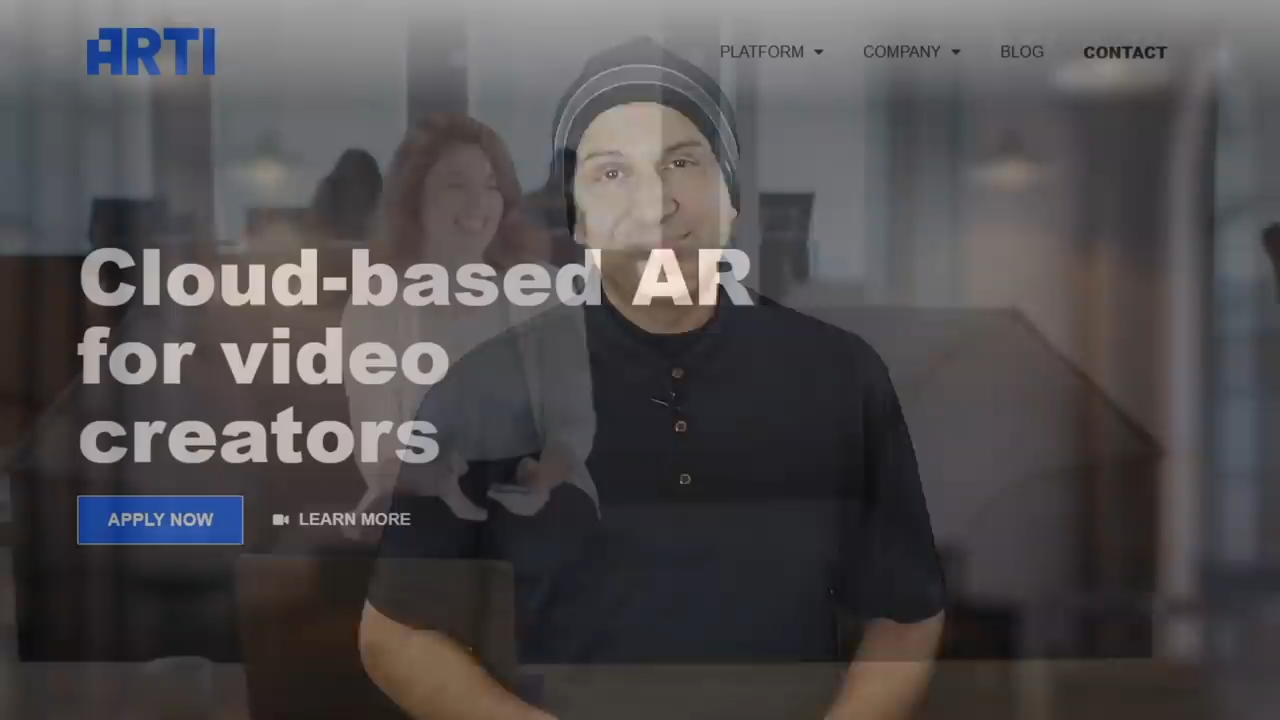 ARTI
PLATFORM COMPANY BLOG CONTACT
Cloud-based AR
for video
creators
APPLY NOW LEARN MORE